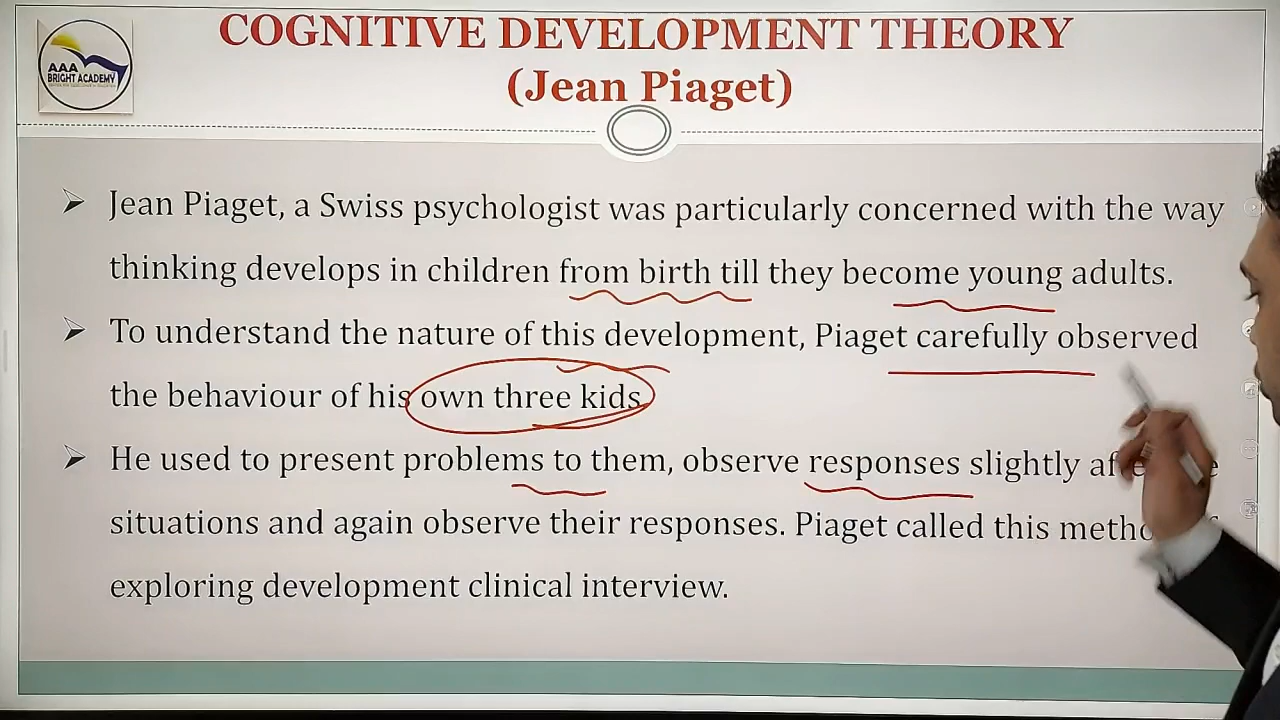 COGNITIVE DEVELOPMENT THEORY
(Jean Piaget)
AAA
BRIGHT ACADEMY
Jean Piaget, a Swiss psychologist was particularly concerned with the way
thinking develops in children from birth till they become young adults.
To understand the nature of this development, Piaget carefully observed
the behaviour of his own three kids.
He used to present problems to them, observe responses slightly
situations and again observe their responses. Piaget called this
exploring development clinical interview.